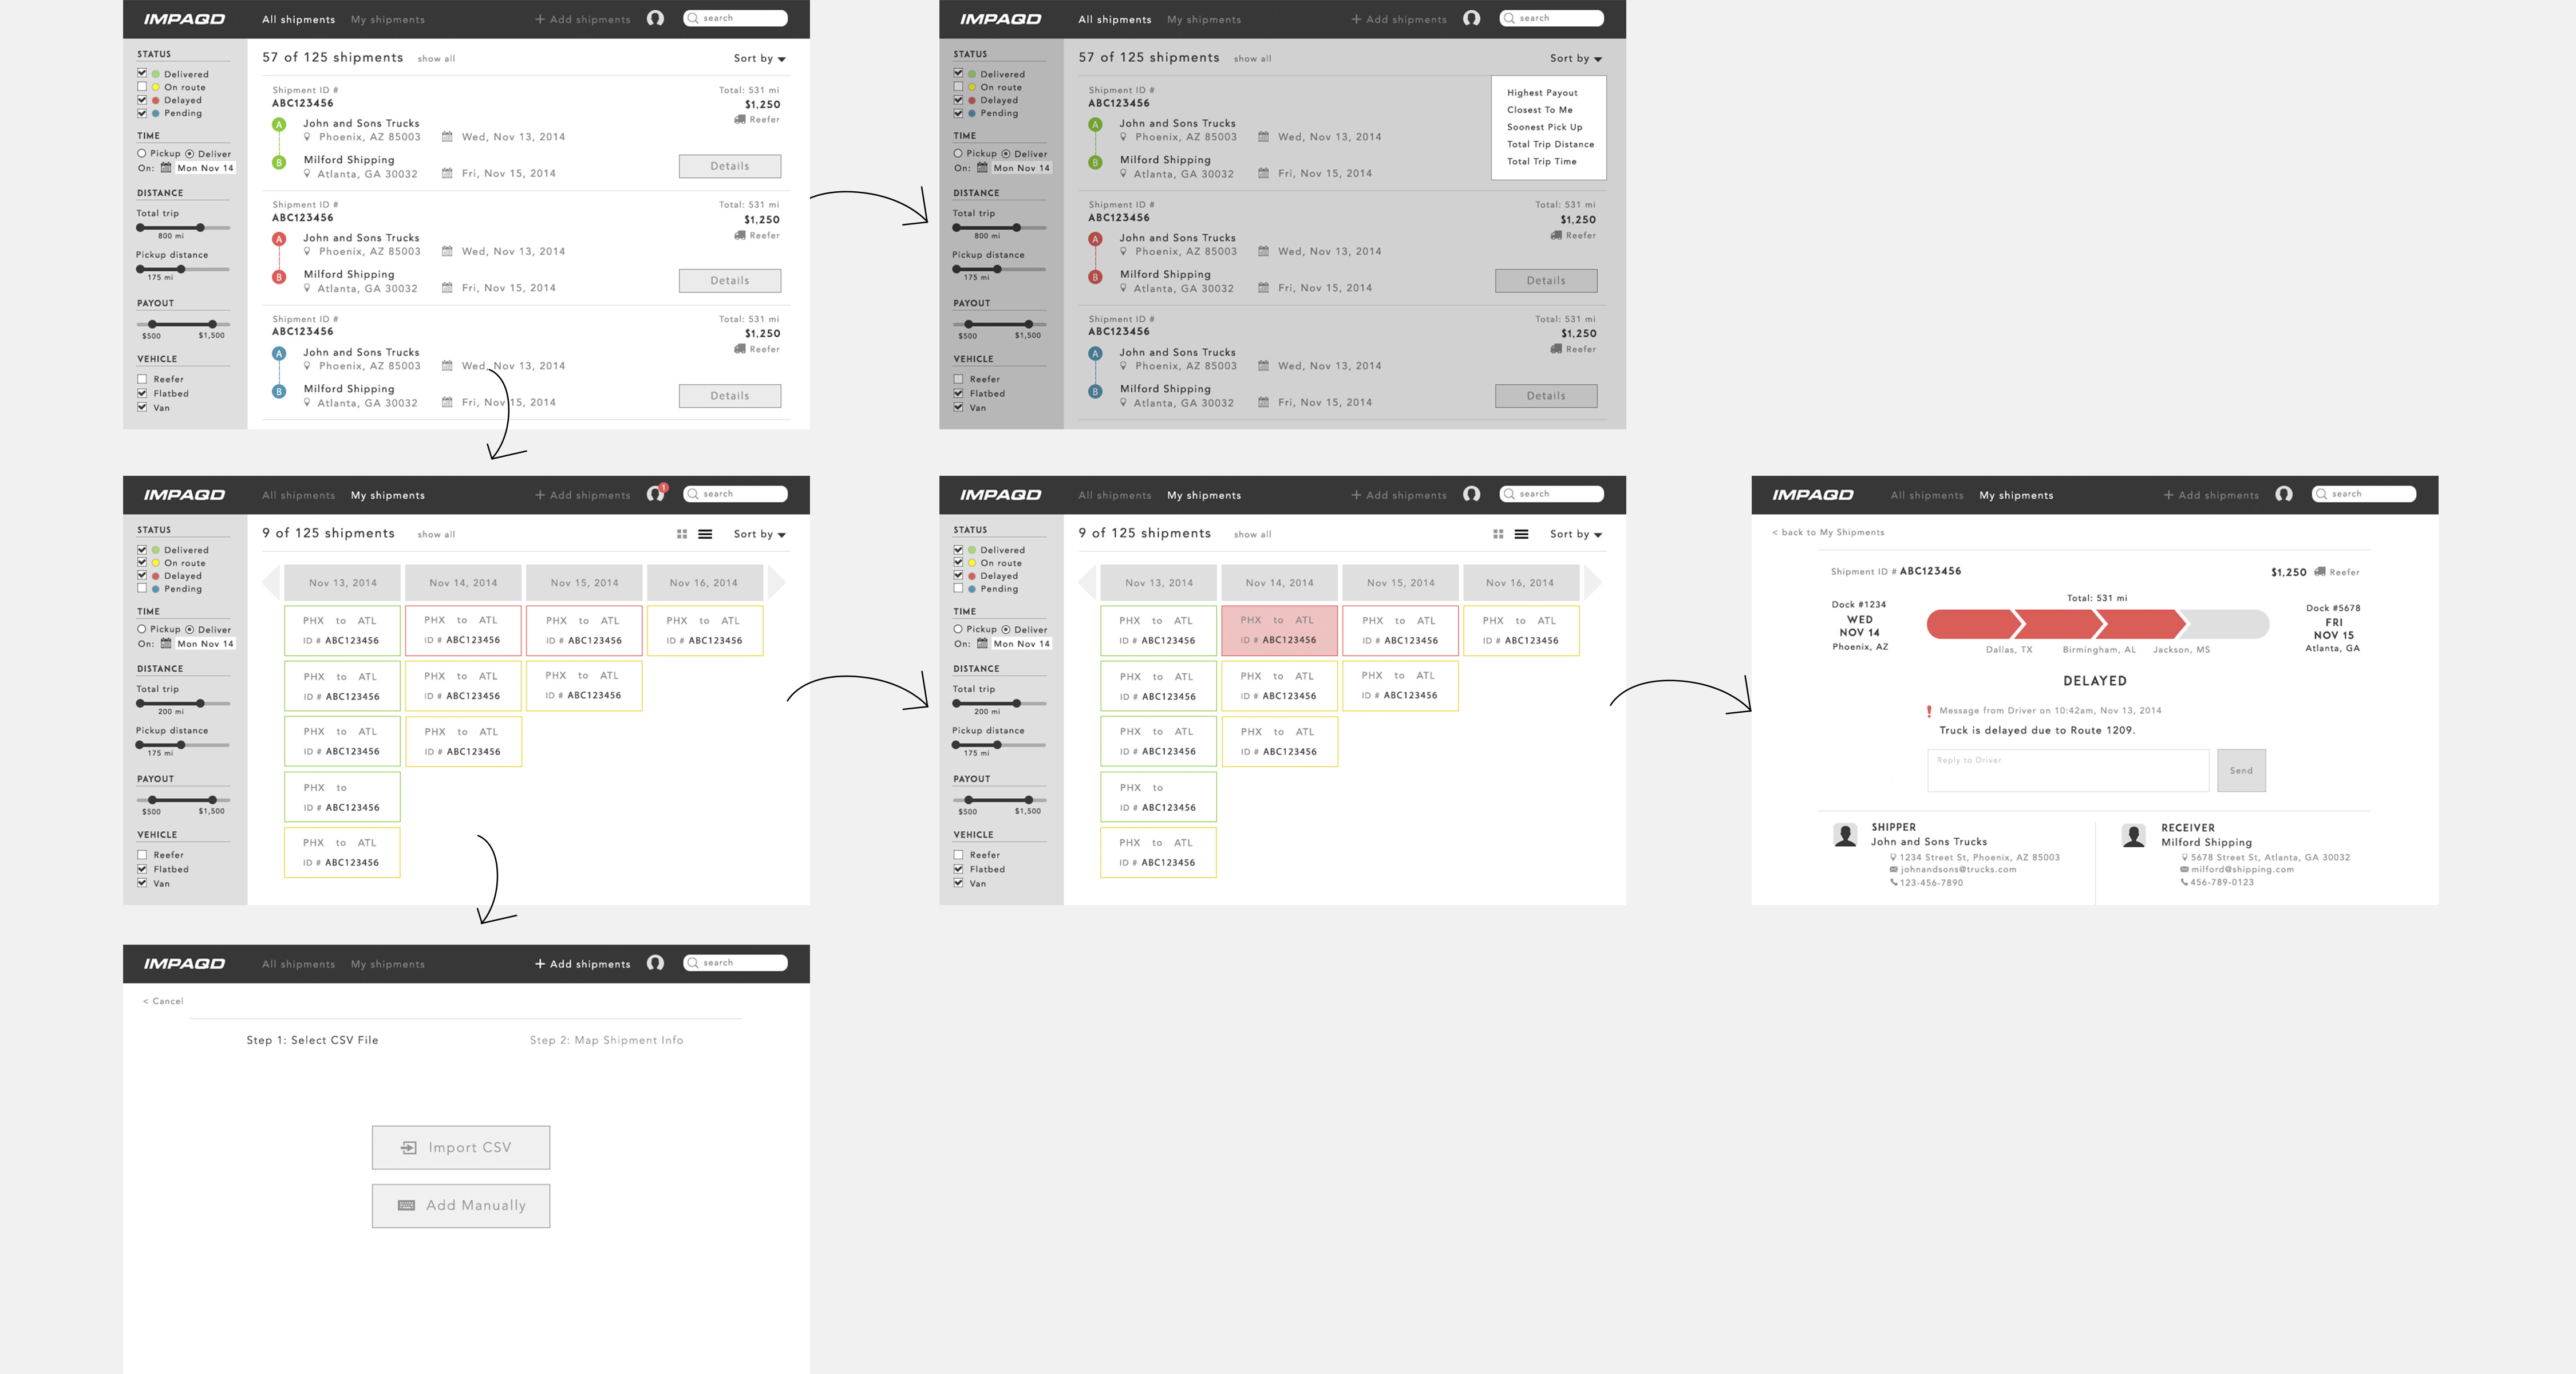 IMPAQD All shipments My shipments + Add shipments search
STATUS
Delivered
On route
Delayed
Pending
TIME
Pickup Deliver
On: Mon Nov 14
DISTANCE
Total trip
800 mi
Pickup distance
175 mi
PAYOUT
$500 $1,500
VEHICLE
Reefer
Flatbed
Van
57 of 125 shipments show all Sort by
Shipment ID # Total: 531 mi
ABC123456 $1,250
A John and Sons Trucks Reefer
Phoenix, AZ 85003 Wed, Nov 13, 2014
B Milford Shipping Details
Atlanta, GA 30032 Fri, Nov 15, 2014
Shipment ID # Total: 531 mi
ABC123456 $1,250
A John and Sons Trucks Reefer
Phoenix, AZ 85003 Wed, Nov 13, 2014
B Milford Shipping Details
Atlanta, GA 30032 Fri, Nov 15, 2014
Shipment ID # Total: 531 mi
ABC123456 $1,250
A John and Sons Trucks Reefer
Phoenix, AZ 85003 Wed, Nov 13, 2014
B Milford Shipping Details
Atlanta, GA 30032 Fri, Nov 15, 2014
IMPAQD All shipments My shipments + Add shipments search
STATUS
Delivered
On route
Delayed
Pending
TIME
Pickup Deliver
On: Mon Nov 14
DISTANCE
Total trip
800 mi
Pickup distance
175 mi
PAYOUT
$500 $1,500
VEHICLE
Reefer
Flatbed
Van
57 of 125 shipments show all Sort by
Highest Payout
Closest To Me
Soonest Pick Up
Total Trip Distance
Total Trip Time
Shipment ID #
ABC123456
A John and Sons Trucks
Phoenix, AZ 85003 Wed, Nov 13, 2014
B Milford Shipping
Atlanta, GA 30032 Fri, Nov 15, 2014
Shipment ID # Total: 531 mi
ABC123456 $1,250
A John and Sons Trucks Reefer
Phoenix, AZ 85003 Wed, Nov 13, 2014
B Milford Shipping Details
Atlanta, GA 30032 Fri, Nov 15, 2014
Shipment ID # Total: 531 mi
ABC123456 $1,250
A John and Sons Trucks Reefer
Phoenix, AZ 85003 Wed, Nov 13, 2014
B Milford Shipping Details
Atlanta, GA 30032 Fri, Nov 15, 2014
IMPAQD All shipments My shipments + Add shipments 1 search
STATUS
Delivered
On route
Delayed
Pending
TIME
Pickup Deliver
On: Mon Nov 14
DISTANCE
Total trip
200 mi
Pickup distance
175 mi
PAYOUT
$500 $1,500
VEHICLE
Reefer
Flatbed
Van
9 of 125 shipments show all Sort by
Nov 13, 2014 Nov 14, 2014 Nov 15, 2014 Nov 16, 2014
PHX to ATL PHX to ATL PHX to ATL PHX to ATL
ID # ABC123456 ID # ABC123456 ID # ABC123456 ID # ABC123456
PHX to ATL PHX to ATL PHX to ATL
ID # ABC123456 ID # ABC123456 ID # ABC123456
PHX to ATL PHX to ATL
ID # ABC123456 ID # ABC123456
PHX to
ID # ABC123456
PHX to ATL
ID # ABC123456
IMPAQD All shipments My shipments + Add shipments search
STATUS
Delivered
On route
Delayed
Pending
TIME
Pickup Deliver
On: Mon Nov 14
DISTANCE
Total trip
200 mi
Pickup distance
175 mi
PAYOUT
$500 $1,500
VEHICLE
Reefer
Flatbed
Van
9 of 125 shipments show all Sort by
Nov 13, 2014 Nov 14, 2014 Nov 15, 2014 Nov 16, 2014
PHX to ATL PHX to ATL PHX to ATL PHX to ATL
ID # ABC123456 ID # ABC123456 ID # ABC123456 ID # ABC123456
PHX to ATL PHX to ATL PHX to ATL
ID # ABC123456 ID # ABC123456 ID # ABC123456
PHX to ATL PHX to ATL
ID # ABC123456 ID # ABC123456
PHX to
ID # ABC123456
PHX to ATL
ID # ABC123456
IMPAQD All shipments My shipments + Add shipments search
< back to My Shipments
Shipment ID # ABC123456 $1,250 Reefer
Total: 531 mi
Dock #1234
WED
NOV 14
Phoenix, AZ
Dallas, TX Birmingham, AL Jackson, MS
Dock #5678
FRI
NOV 15
Atlanta, GA
DELAYED
! Message from Driver on 10:42am, Nov 13, 2014
Truck is delayed due to Route 1209.
Reply to Driver Send
SHIPPER
John and Sons Trucks
1234 Street St, Phoenix, AZ 85003
johnandsons@trucks.com
123-456-7890
RECEIVER
Milford Shipping
5678 Street St, Atlanta, GA 30032
milford@shipping.com
456-789-0123
IMPAQD All shipments My shipments + Add shipments search
< Cancel
Step 1: Select CSV File Step 2: Map Shipment Info
Import CSV
Add Manually